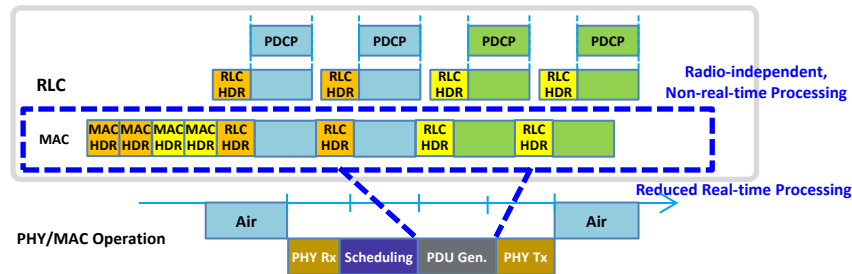 PDCP PDCP PDCP PDCP
RLC
RLC HDR RLC HDR RLC HDR RLC HDR
Radio-independent,
Non-real-time Processing
MAC
MAC HDR MAC HDR MAC HDR MAC HDR RLC HDR RLC HDR RLC HDR RLC HDR
Reduced Real-time Processing
Air Air
PHY/MAC Operation
PHY Rx Scheduling PDU Gen. PHY Tx